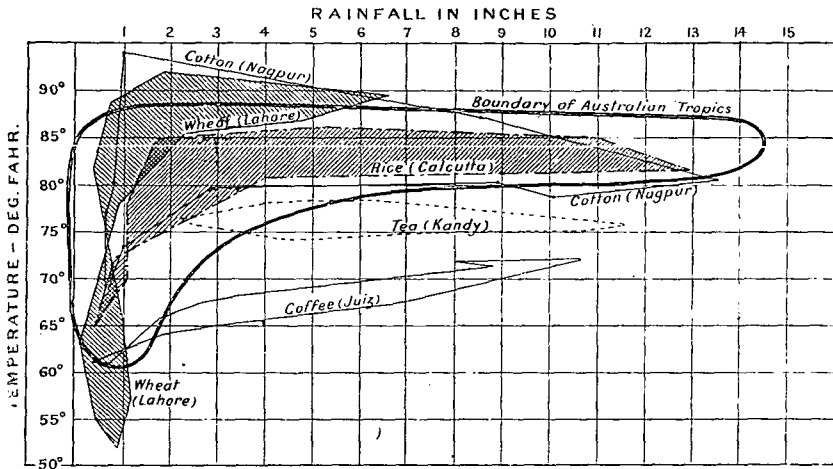 RAINFALL IN INCHES
1 2 3 4 5 6 7 8 9 10 11 12 13 14 15
TEMPERATURE – DEG. FAHR.
90°
85°
80°
75°
70°
65°
60°
55°
50°
Cotton (Nagpur)
Boundary of Australian Tropics
Wheat (Lahore)
Rice (Calcutta)
Cotton (Nagpur)
Tea (Kandy)
Coffee (Juiz)
Wheat
(Lahore)